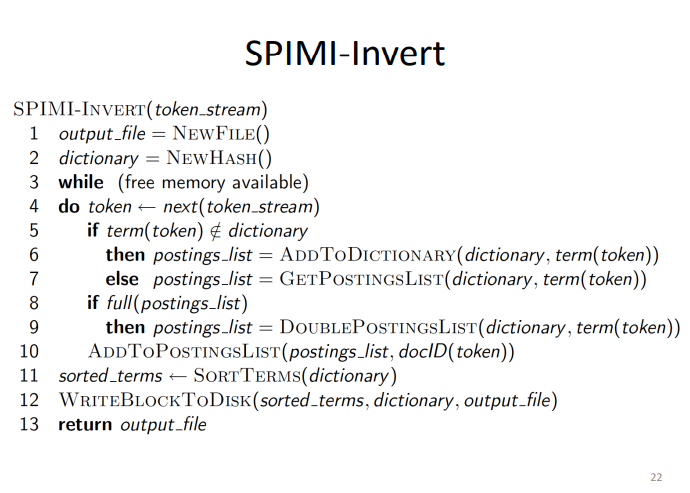 SPIMI-Invert
SPIMI-INVERT(token_stream)
1 output_file = NEWFILE()
2 dictionary = NEWHASH()
3 while (free memory available)
4 do token ← next(token_stream)
5 if term(token) ∉ dictionary
6 then postings_list = ADDTODICTIONARY(dictionary, term(token))
7 else postings_list = GETPOSTINGSLIST(dictionary, term(token))
8 if full(postings_list)
9 then postings_list = DOUBLEPOSTINGSLIST(dictionary, term(token))
10 ADDTOPOSTINGSLIST(postings_list, docID(token))
11 sorted_terms ← SORTTERMS(dictionary)
12 WRITEBLOCKTODISK(sorted_terms, dictionary, output_file)
13 return output_file
22